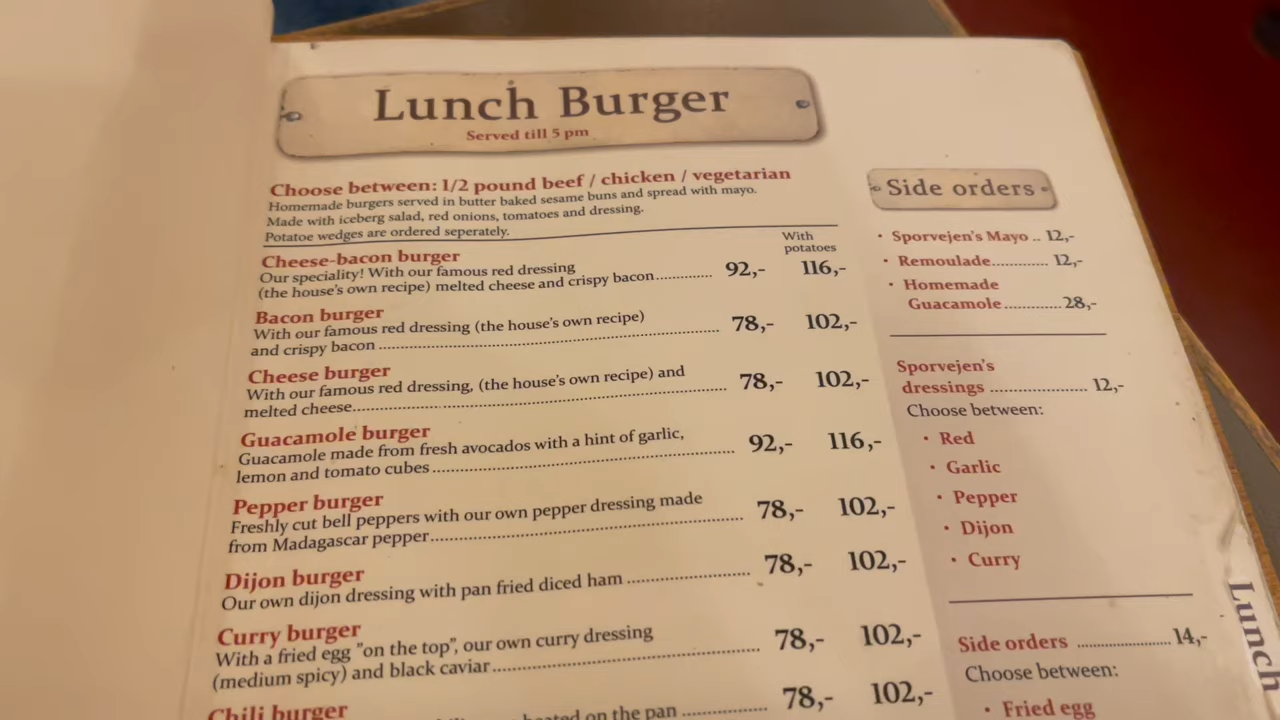 Lunch Burger
Served till 5 pm
Choose between: 1/2 pound beef / chicken / vegetarian
Homemade burgers served in butter baked sesame buns and spread with mayo.
Made with iceberg salad, red onions, tomatoes and dressing.
Potatoe wedges are ordered seperately.
With
potatoes
Cheese-bacon burger
Our speciality! With our famous red dressing
(the house's own recipe) melted cheese and crispy bacon............ 92,- 116,-
Bacon burger
With our famous red dressing (the house's own recipe)
and crispy bacon ........................................................................ 78,- 102,-
Cheese burger
With our famous red dressing, (the house's own recipe) and
melted cheese............................................................................. 78,- 102,-
Guacamole burger
Guacamole made from fresh avocados with a hint of garlic,
lemon and tomato cubes ............................................................ 92,- 116,-
Pepper burger
Freshly cut bell peppers with our own pepper dressing made
from Madagascar pepper............................................................. 78,- 102,-
Dijon burger
Our own dijon dressing with pan fried diced ham ........................ 78,- 102,-
Curry burger
With a fried egg "on the top", our own curry dressing
(medium spicy) and black caviar.................................................... 78,- 102,-
Chili burger
heated on the pan ................ 78,- 102,-
Side orders
• Sporvejen's Mayo .. 12,-
• Remoulade............ 12,-
• Homemade
Guacamole............ 28,-
Sporvejen's
dressings ..................... 12,-
Choose between:
• Red
• Garlic
• Pepper
• Dijon
• Curry
Side orders ..................... 14,-
Choose between:
• Fried egg
Lunch